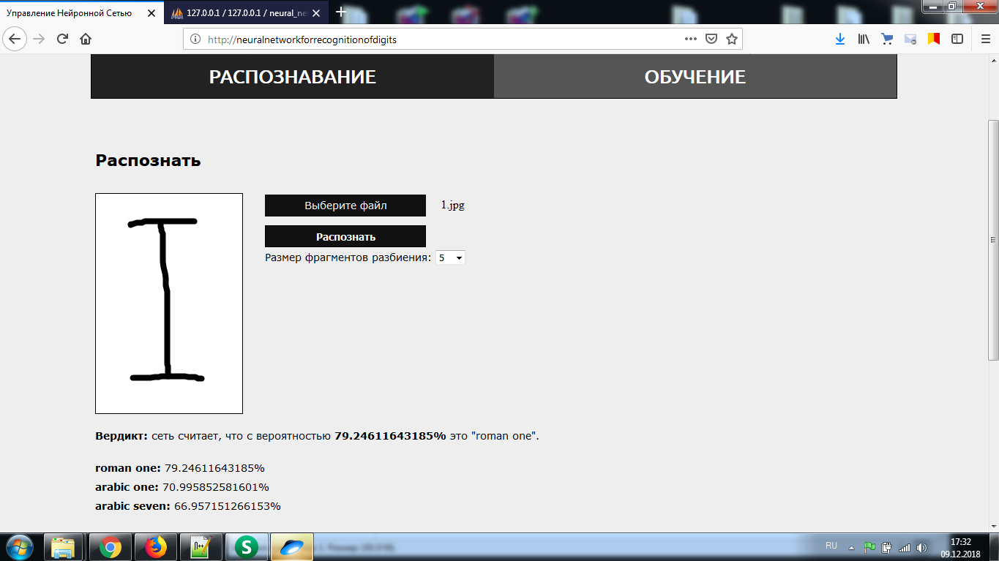 Управление Нейронной Сетью
127.0.0.1 / 127.0.0.1 / neural_ne
http://neuralnetworkforrecognitionofdigits
РАСПОЗНАВАНИЕ
ОБУЧЕНИЕ
Распознать
Выберите файл
1.jpg
Распознать
Размер фрагментов разбиения: 5
Вердикт: сеть считает, что с вероятностью 79.24611643185% это "roman one".
roman one: 79.24611643185%
arabic one: 70.995852581601%
arabic seven: 66.957151266153%
RU
17:32
09.12.2018